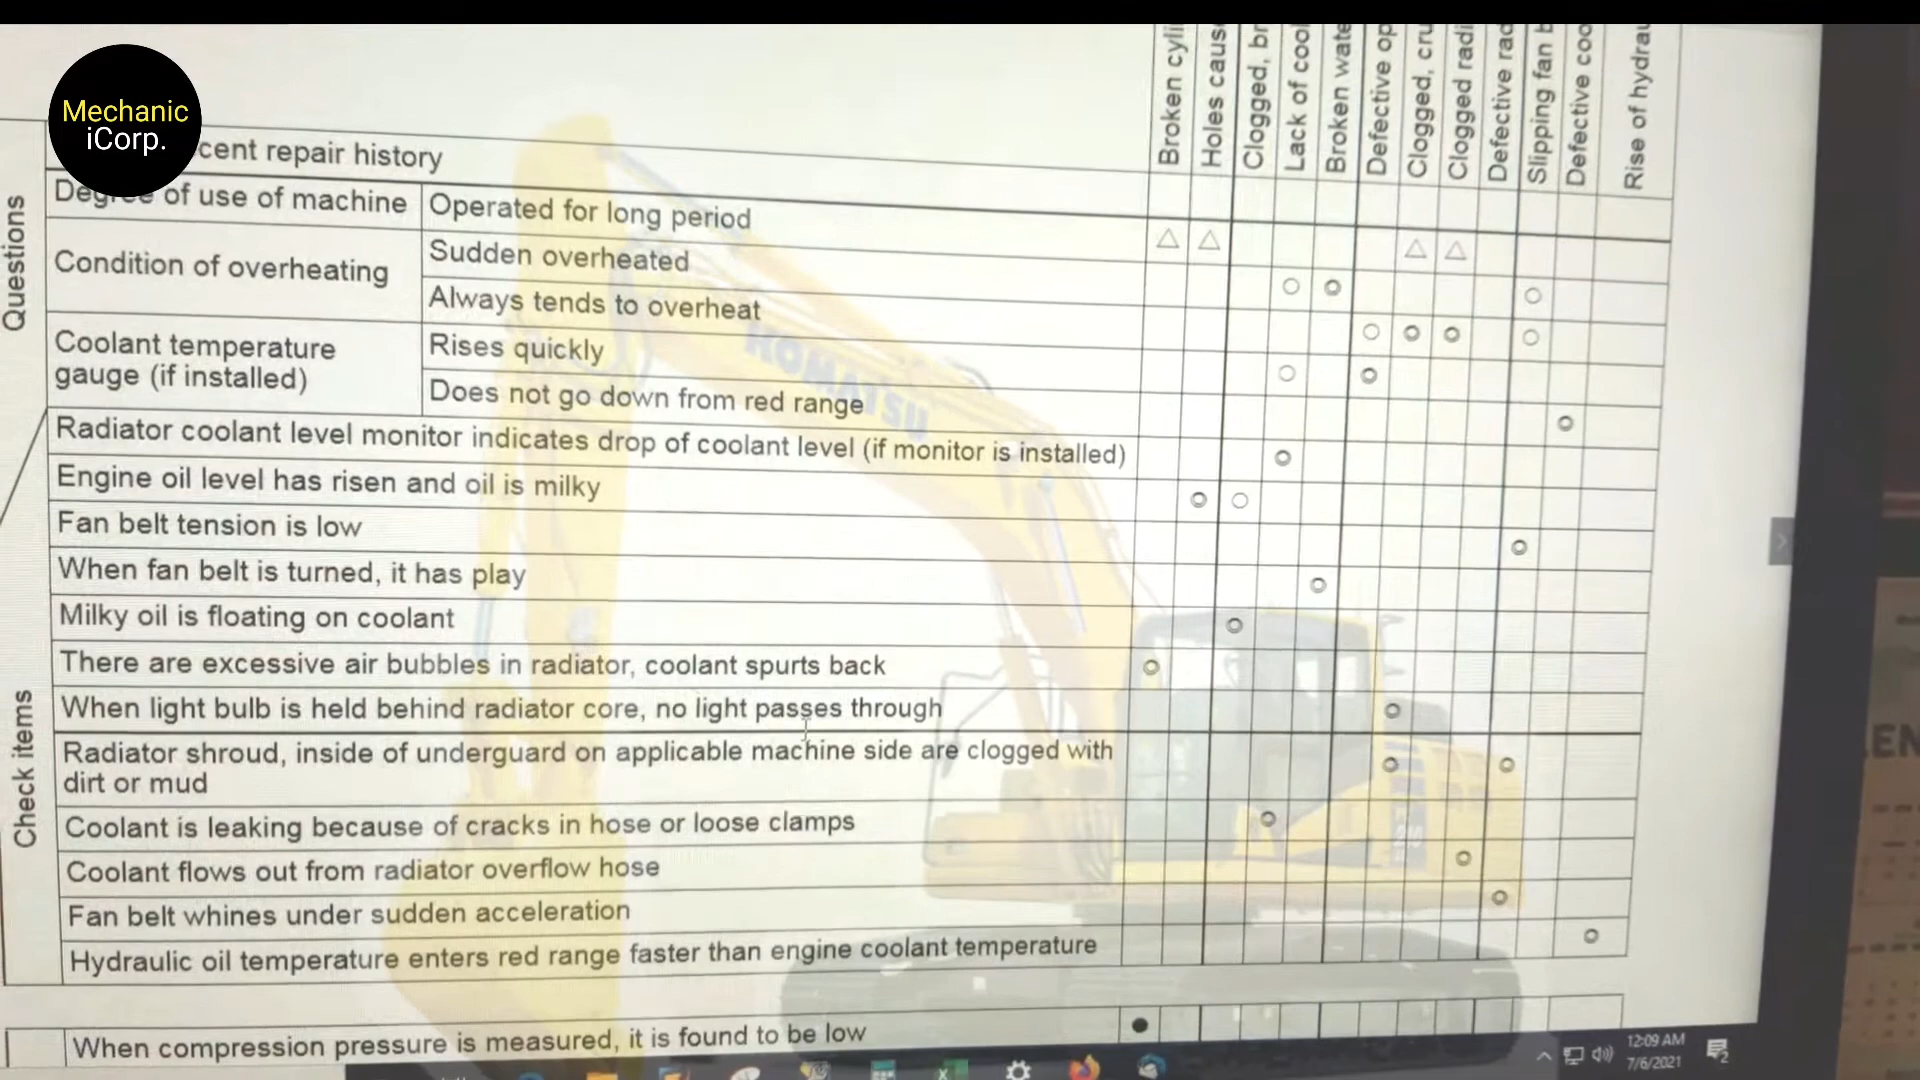 Mechanic
iCorp.
Broken cyli
Holes cause
Clogged, br
Lack of cool
Broken wate
Defective op
Clogged, cru
Clogged radi
Defective rad
Slipping fan b
Defective coo
Rise of hydrau
Questions
cent repair history
Degree of use of machine
Operated for long period
Condition of overheating
Sudden overheated
Always tends to overheat
Coolant temperature
gauge (if installed)
Rises quickly
Does not go down from red range
KOMATSU
Check items
Radiator coolant level monitor indicates drop of coolant level (if monitor is installed)
Engine oil level has risen and oil is milky
Fan belt tension is low
When fan belt is turned, it has play
Milky oil is floating on coolant
There are excessive air bubbles in radiator, coolant spurts back
When light bulb is held behind radiator core, no light passes through
Radiator shroud, inside of underguard on applicable machine side are clogged with
dirt or mud
Coolant is leaking because of cracks in hose or loose clamps
Coolant flows out from radiator overflow hose
Fan belt whines under sudden acceleration
Hydraulic oil temperature enters red range faster than engine coolant temperature
When compression pressure is measured, it is found to be low
12:09 AM
7/6/2021
2
EN